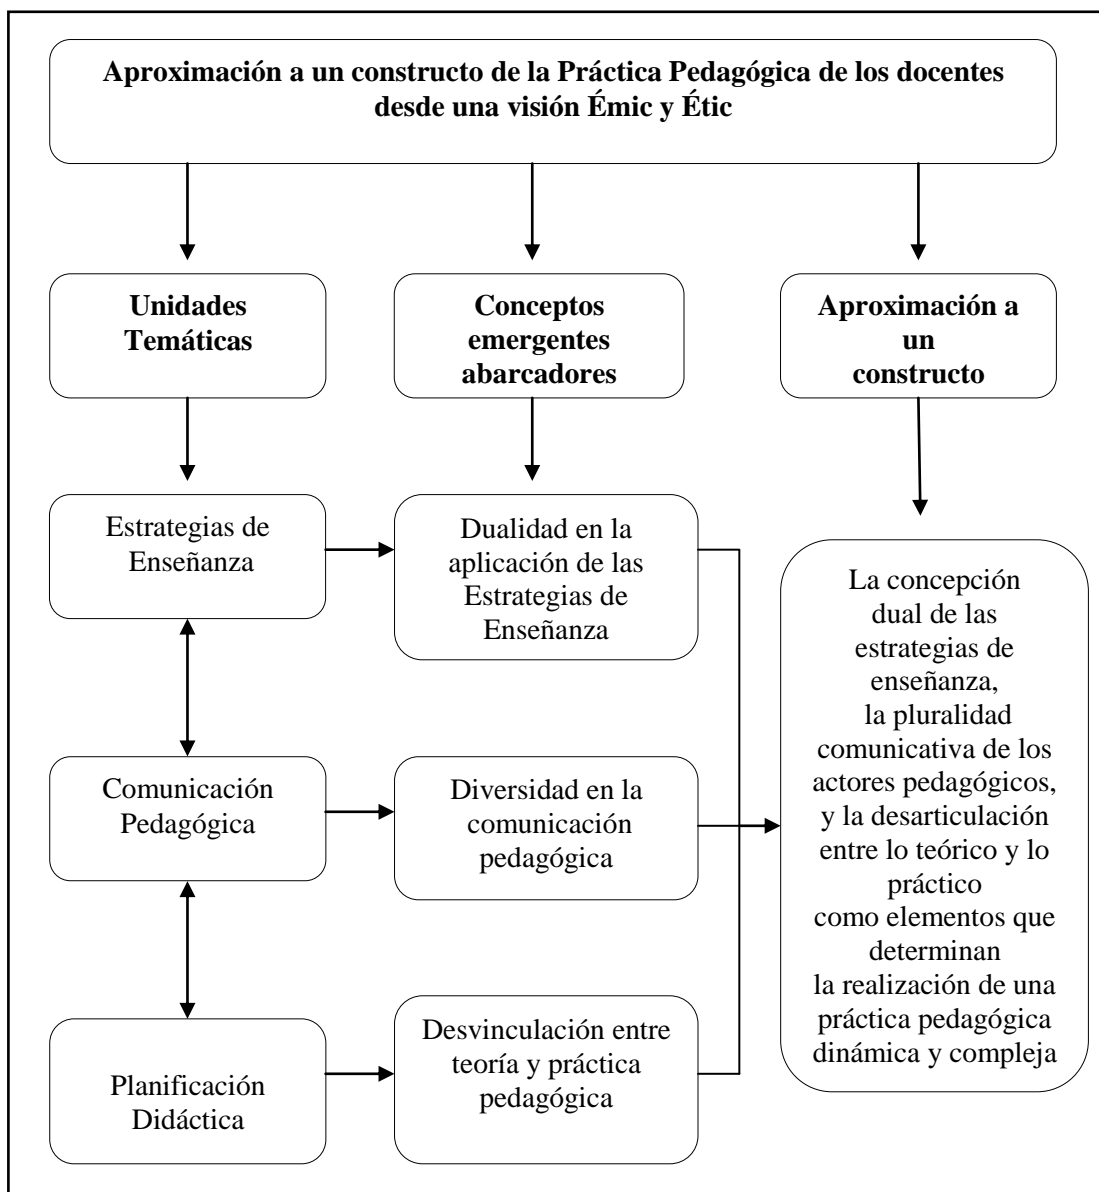 Aproximación a un constructo de la Práctica Pedagógica de los docentes
desde una visión Émic y Étic
Unidades
Temáticas
Conceptos
emergentes
abarcadores
Aproximación a
un
constructo
Estrategias de
Enseñanza
Dualidad en la
aplicación de las
Estrategias de
Enseñanza
Comunicación
Pedagógica
Diversidad en la
comunicación
pedagógica
Planificación
Didáctica
Desvinculación entre
teoría y práctica
pedagógica
La concepción
dual de las
estrategias de
enseñanza,
la pluralidad
comunicativa de los
actores pedagógicos,
y la desarticulación
entre lo teórico y lo
práctico
como elementos que
determinan
la realización de una
práctica pedagógica
dinámica y compleja